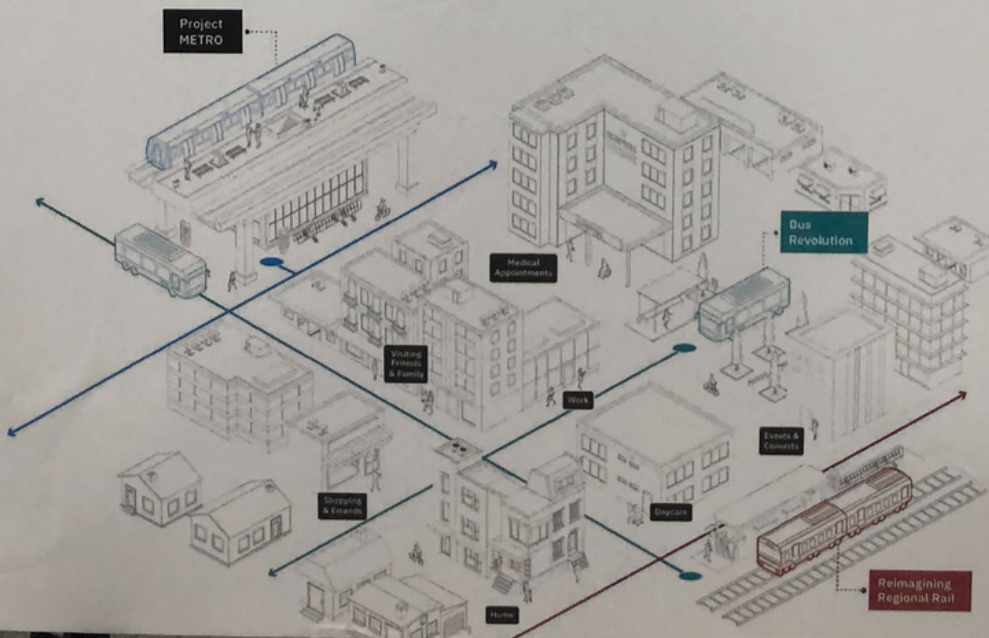 Project
METRO
Bus
Revolution
Medical
Appointments
Visiting
Friends
& Family
Work
Events &
Concerts
Shopping
& Errands
Daycare
Reimagining
Regional Rail
Home